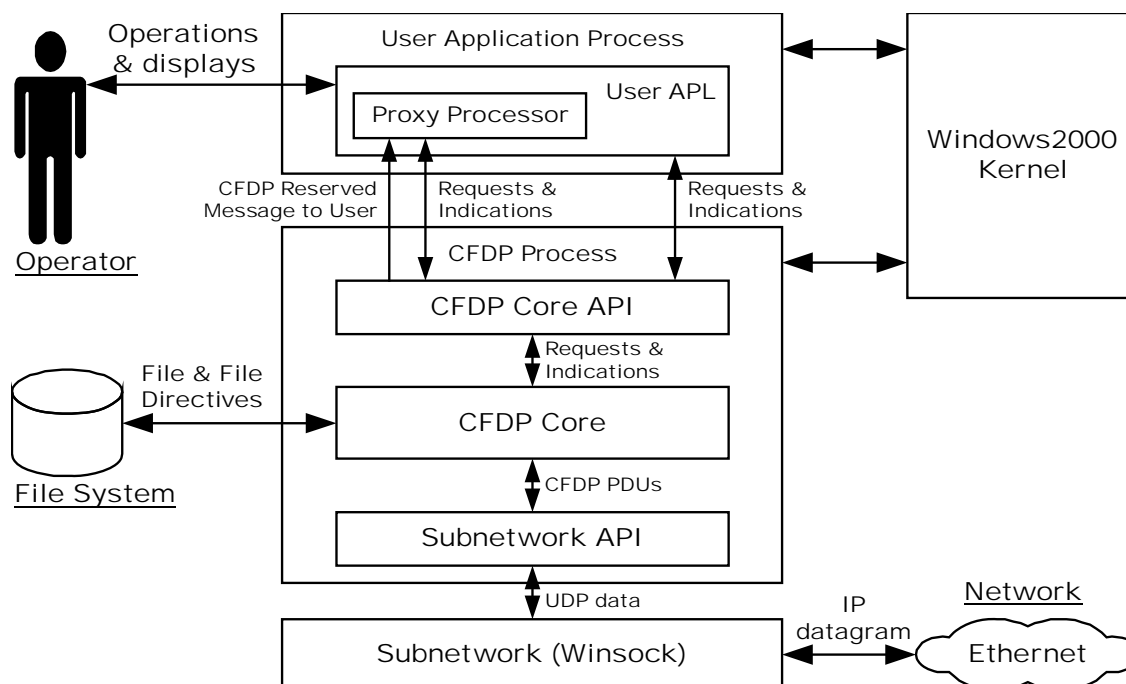 Operations
& displays
User Application Process
User APL
Proxy Processor
Windows2000
Kernel
CFDP Reserved
Message to User
Requests &
Indications
Requests &
Indications
Operator
CFDP Process
CFDP Core API
Requests &
Indications
File & File
Directives
CFDP Core
File System
CFDP PDUs
Subnetwork API
UDP data
Subnetwork (Winsock)
IP
datagram
Network
Ethernet